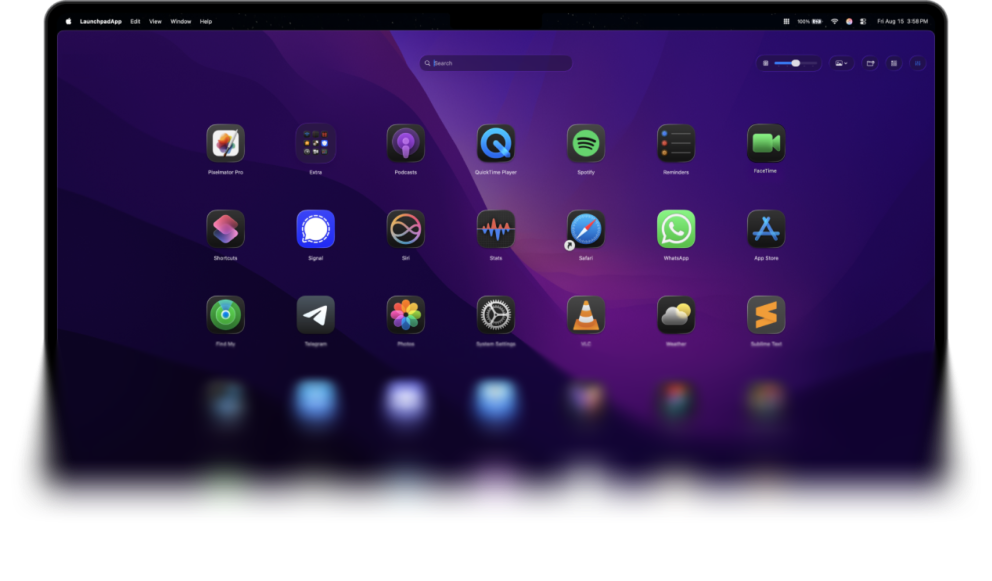 LaunchpadApp Edit View Window Help
100% Fri Aug 15 3:58 PM
Search
Pixelmator Pro Extra Podcasts QuickTime Player Spotify Reminders FaceTime
Shortcuts Signal Siri Stats Safari WhatsApp App Store
Find My Telegram Photos System Settings VLC Weather Sublime Text